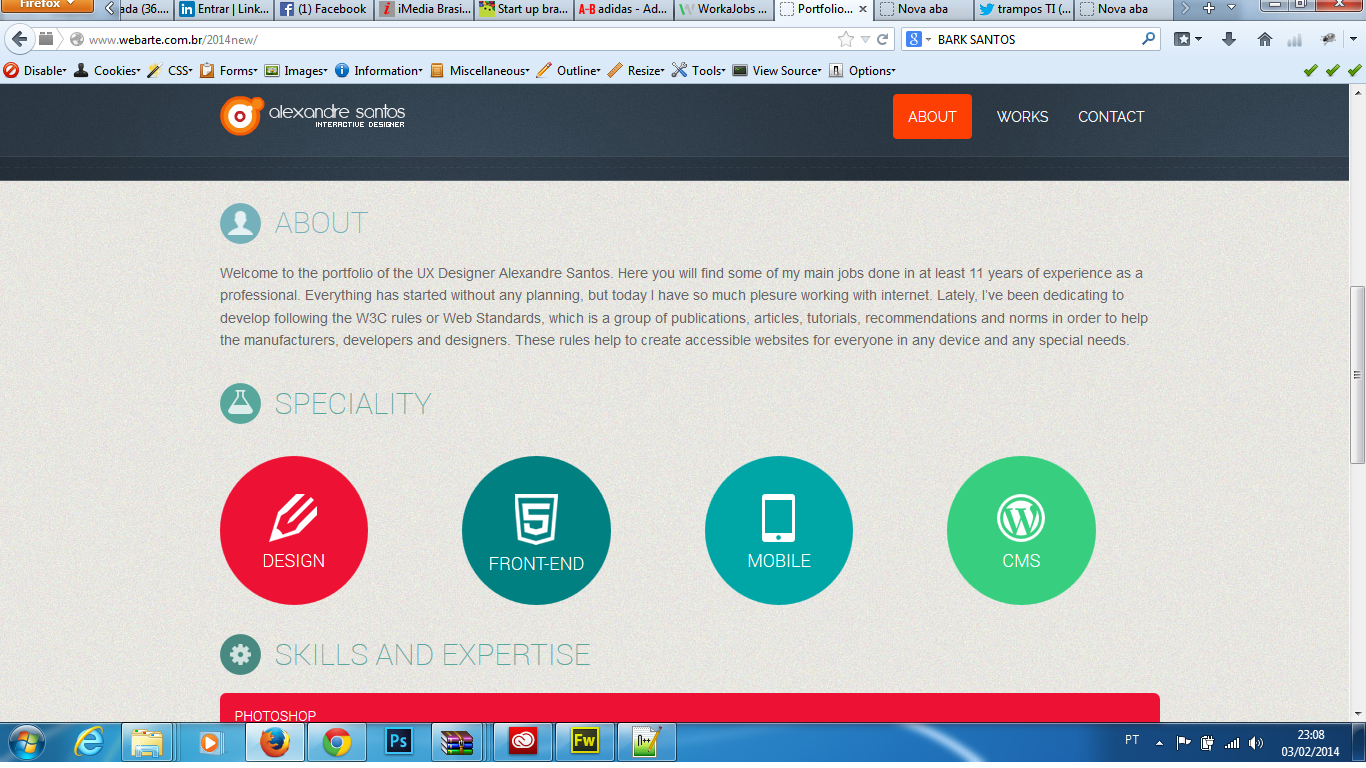 Firefox
ada (36....
Entrar | Link...
(1) Facebook
iMedia Brasi...
Start up bra...
A-B adidas - Ad...
WorkaJobs ...
Portfolio...
Nova aba
trampos TI (...
Nova aba
www.webarte.com.br/2014new/
BARK SANTOS
Disable
Cookies
CSS
Forms
Images
Information
Miscellaneous
Outline
Resize
Tools
View Source
Options
alexandre santos
INTERACTIVE DESIGNER
ABOUT
WORKS
CONTACT
ABOUT
Welcome to the portfolio of the UX Designer Alexandre Santos. Here you will find some of my main jobs done in at least 11 years of experience as a
professional. Everything has started without any planning, but today I have so much plesure working with internet. Lately, I've been dedicating to
develop following the W3C rules or Web Standards, which is a group of publications, articles, tutorials, recommendations and norms in order to help
the manufacturers, developers and designers. These rules help to create accessible websites for everyone in any device and any special needs.
SPECIALITY
DESIGN
FRONT-END
MOBILE
CMS
SKILLS AND EXPERTISE
PHOTOSHOP
Ps
Fw
PT
23:08
03/02/2014